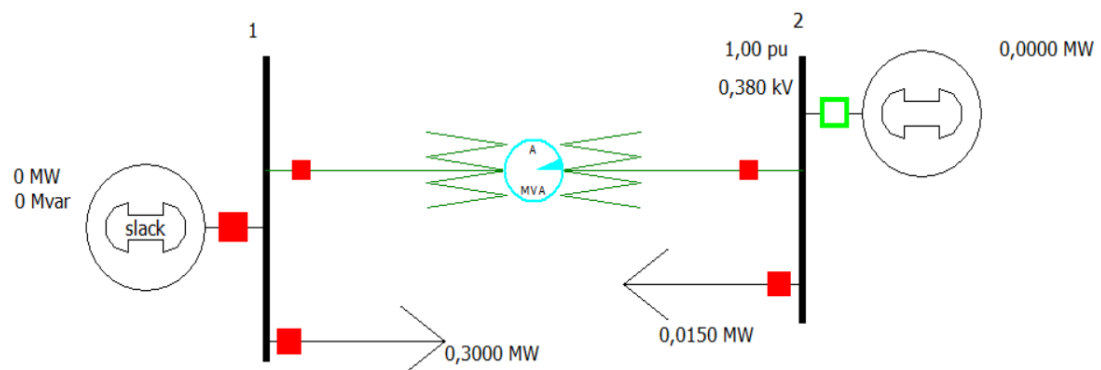 1
2
1,00 pu
0,0000 MW
0,380 kV
A
MVA
0 MW
0 Mvar
slack
0,0150 MW
0,3000 MW